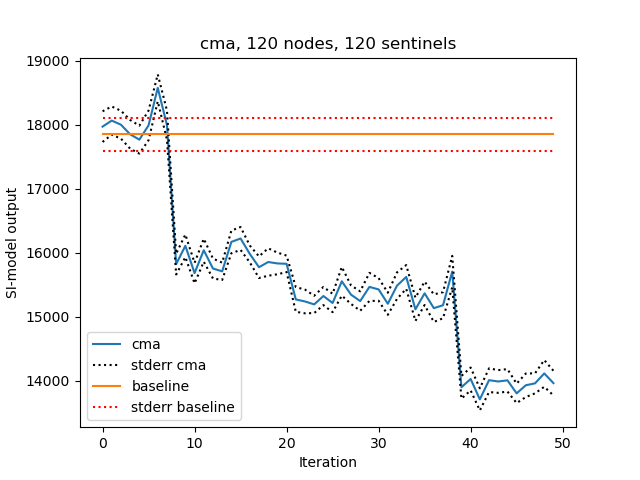 cma, 120 nodes, 120 sentinels
19000
18000
17000
16000
15000
14000
SI-model output
cma
stderr cma
baseline
stderr baseline
0 10 20 30 40 50
Iteration